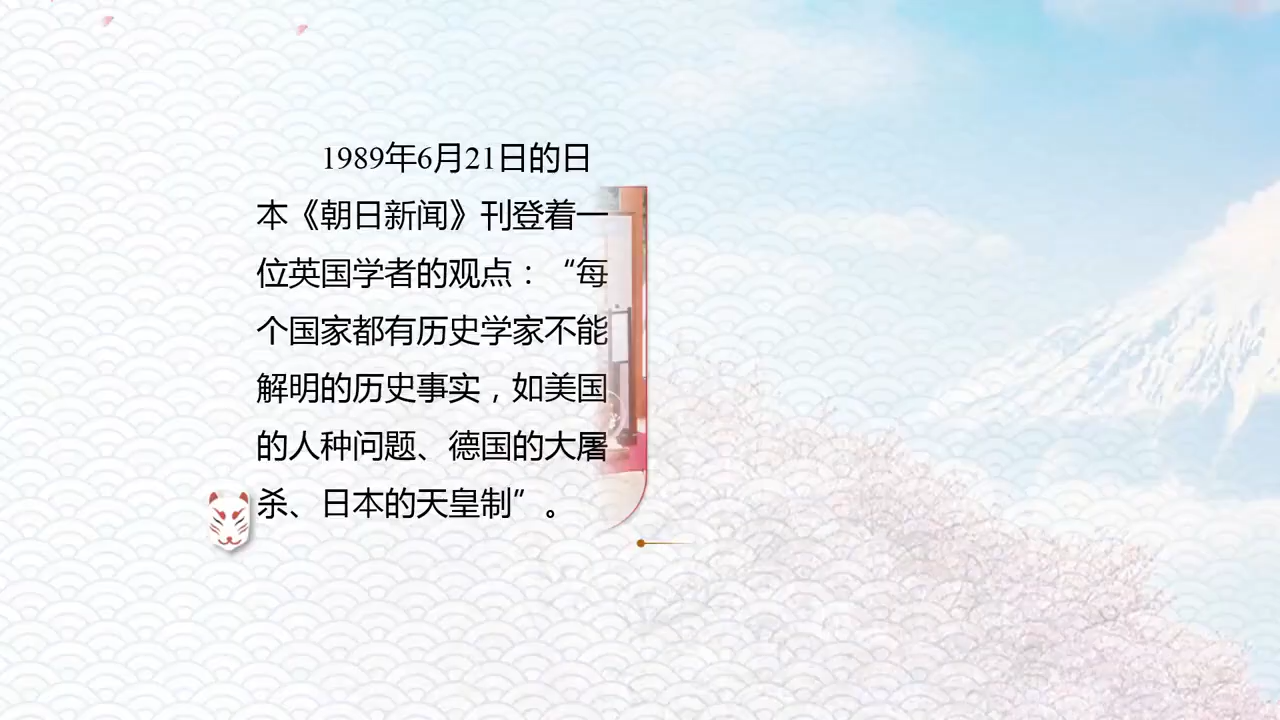 1989年6月21日的日
本《朝日新闻》刊登着一
位英国学者的观点：“每
个国家都有历史学家不能
解明的历史事实，如美国
的人种问题、德国的大屠
杀、日本的天皇制”。